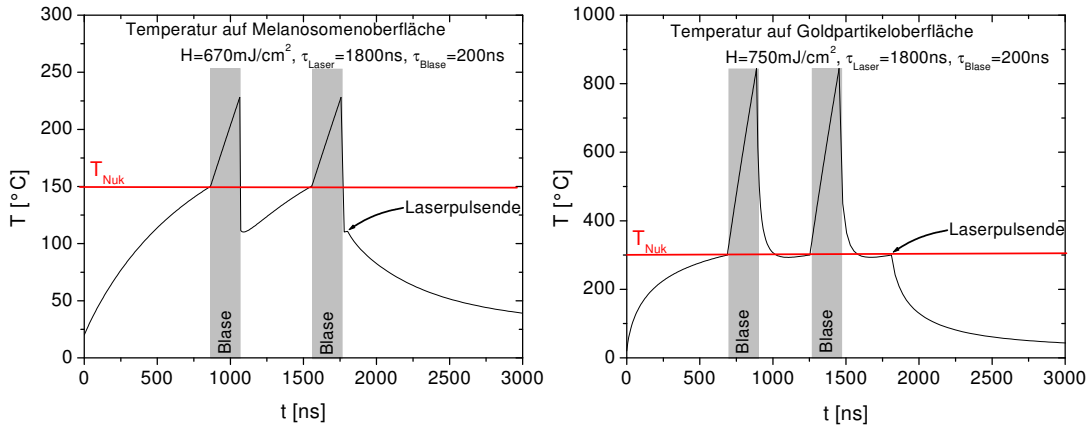 Temperatur auf Melanosomenoberfläche
H=670mJ/cm², τLaser=1800ns, τBlase=200ns
300
250
200
150
100
50
0
T [°C]
TNuk
Laserpulsende
Blase
Blase
0
500
1000
1500
2000
2500
3000
t [ns]
Temperatur auf Goldpartikeloberfläche
H=750mJ/cm², τLaser=1800ns, τBlase=200ns
1000
800
600
400
200
0
T [°C]
TNuk
Laserpulsende
Blase
Blase
0
500
1000
1500
2000
2500
3000
t [ns]